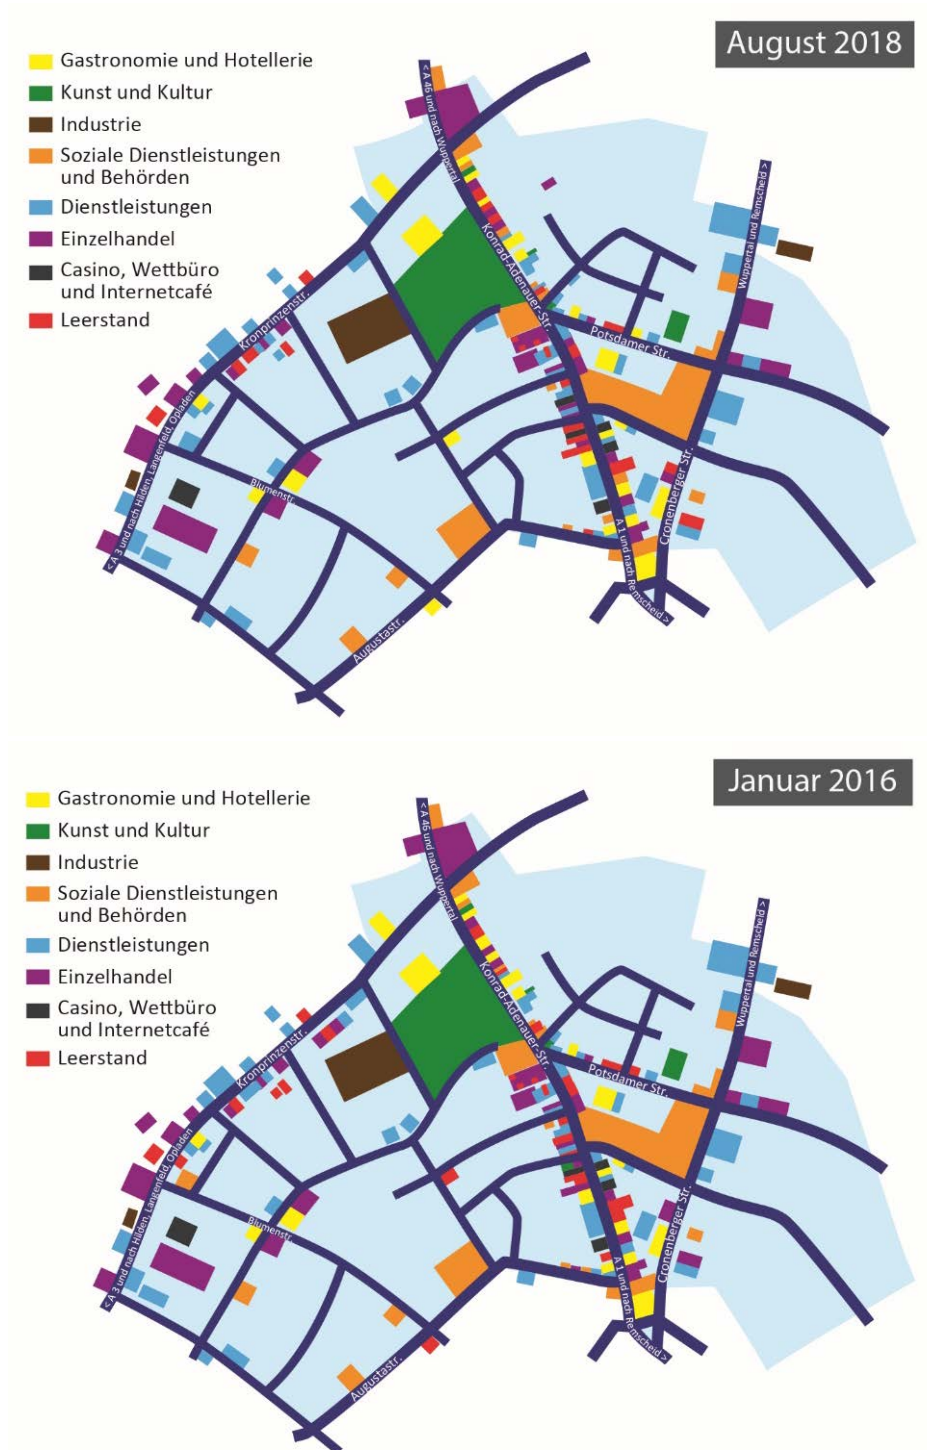 August 2018
Gastronomie und Hotellerie
Kunst und Kultur
Industrie
Soziale Dienstleistungen
und Behörden
Dienstleistungen
Einzelhandel
Casino, Wettbüro
und Internetcafé
Leerstand
< A 46 und nach Wuppertal
Konrad-Adenauer-Str.
Wuppertal und Remscheid >
Kronprinzenstr.
Potsdamer Str.
< A 3 und nach Hilden, Langenfeld, Opladen
Blumenstr.
Cronenberger Str.
A 1 und nach Remscheid >
Augustastr.
Januar 2016
Gastronomie und Hotellerie
Kunst und Kultur
Industrie
Soziale Dienstleistungen
und Behörden
Dienstleistungen
Einzelhandel
Casino, Wettbüro
und Internetcafé
Leerstand
< A 46 und nach Wuppertal
Konrad-Adenauer-Str.
Wuppertal und Remscheid >
Kronprinzenstr.
Potsdamer Str.
< A 3 und nach Hilden, Langenfeld, Opladen
Blumenstr.
Cronenberger Str.
A 1 und nach Remscheid >
Augustastr.